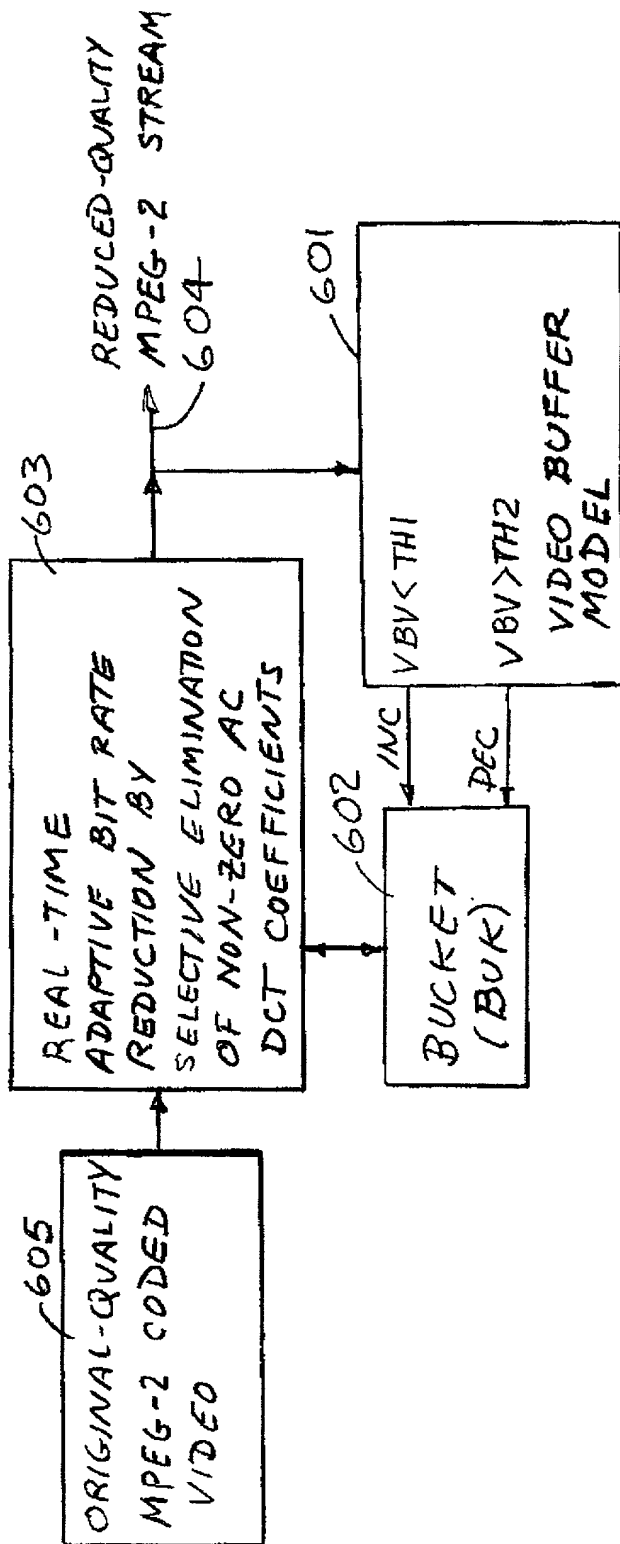 605
ORIGINAL-QUALITY
MPEG-2 CODED
VIDEO
603
REAL-TIME
ADAPTIVE BIT RATE
REDUCTION BY
SELECTIVE ELIMINATION
OF NON-ZERO AC
DCT COEFFICIENTS
REDUCED-QUALITY
MPEG-2 STREAM
604
602
BUCKET
(BUK)
INC
DEC
601
VBV<TH1
VBV>TH2
VIDEO BUFFER
MODEL